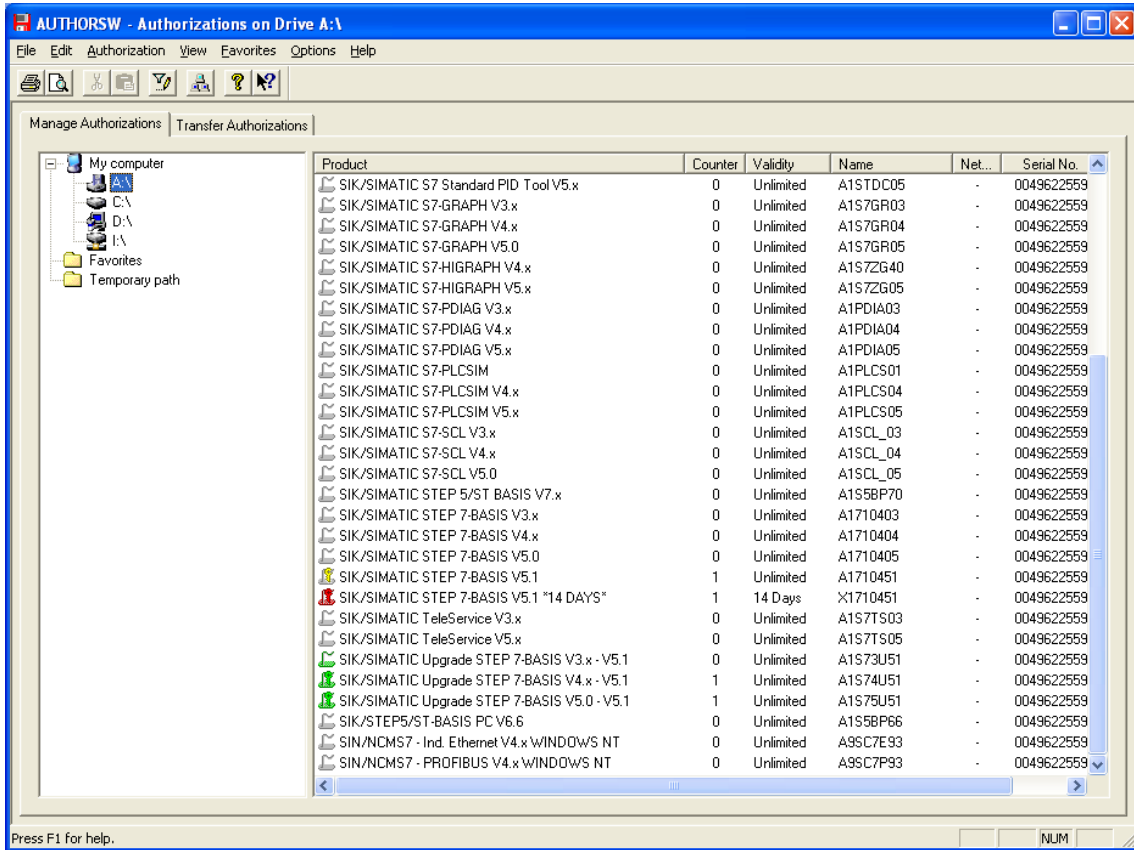 AUTHORSW - Authorizations on Drive A:\
File Edit Authorization View Favorites Options Help
Manage Authorizations Transfer Authorizations
My computer
A:\
C:\
D:\
I:\
Favorites
Temporary path
Product Counter Validity Name Net... Serial No.
SIK/SIMATIC S7 Standard PID Tool V5.x 0 Unlimited A1STDC05 - 0049622559
SIK/SIMATIC S7-GRAPH V3.x 0 Unlimited A1S7GR03 - 0049622559
SIK/SIMATIC S7-GRAPH V4.x 0 Unlimited A1S7GR04 - 0049622559
SIK/SIMATIC S7-GRAPH V5.0 0 Unlimited A1S7GR05 - 0049622559
SIK/SIMATIC S7-HIGRAPH V4.x 0 Unlimited A1S7ZG40 - 0049622559
SIK/SIMATIC S7-HIGRAPH V5.x 0 Unlimited A1S7ZG05 - 0049622559
SIK/SIMATIC S7-PDIAG V3.x 0 Unlimited A1PDIA03 - 0049622559
SIK/SIMATIC S7-PDIAG V4.x 0 Unlimited A1PDIA04 - 0049622559
SIK/SIMATIC S7-PDIAG V5.x 0 Unlimited A1PDIA05 - 0049622559
SIK/SIMATIC S7-PLCSIM 0 Unlimited A1PLCS01 - 0049622559
SIK/SIMATIC S7-PLCSIM V4.x 0 Unlimited A1PLCS04 - 0049622559
SIK/SIMATIC S7-PLCSIM V5.x 0 Unlimited A1PLCS05 - 0049622559
SIK/SIMATIC S7-SCL V3.x 0 Unlimited A1SCL_03 - 0049622559
SIK/SIMATIC S7-SCL V4.x 0 Unlimited A1SCL_04 - 0049622559
SIK/SIMATIC S7-SCL V5.0 0 Unlimited A1SCL_05 - 0049622559
SIK/SIMATIC STEP 5/ST BASIS V7.x 0 Unlimited A1S5BP70 - 0049622559
SIK/SIMATIC STEP 7-BASIS V3.x 0 Unlimited A1710403 - 0049622559
SIK/SIMATIC STEP 7-BASIS V4.x 0 Unlimited A1710404 - 0049622559
SIK/SIMATIC STEP 7-BASIS V5.0 0 Unlimited A1710405 - 0049622559
SIK/SIMATIC STEP 7-BASIS V5.1 1 Unlimited A1710451 - 0049622559
SIK/SIMATIC STEP 7-BASIS V5.1 *14 DAYS* 1 14 Days X1710451 - 0049622559
SIK/SIMATIC TeleService V3.x 0 Unlimited A1S7TS03 - 0049622559
SIK/SIMATIC TeleService V5.x 0 Unlimited A1S7TS05 - 0049622559
SIK/SIMATIC Upgrade STEP 7-BASIS V3.x - V5.1 0 Unlimited A1S73U51 - 0049622559
SIK/SIMATIC Upgrade STEP 7-BASIS V4.x - V5.1 1 Unlimited A1S74U51 - 0049622559
SIK/SIMATIC Upgrade STEP 7-BASIS V5.0 - V5.1 1 Unlimited A1S75U51 - 0049622559
SIK/STEP5/ST-BASIS PC V6.6 0 Unlimited A1S5BP66 - 0049622559
SIN/NCMS7 - Ind. Ethernet V4.x WINDOWS NT 0 Unlimited A9SC7E93 - 0049622559
SIN/NCMS7 - PROFIBUS V4.x WINDOWS NT 0 Unlimited A9SC7P93 - 0049622559
Press F1 for help. NUM